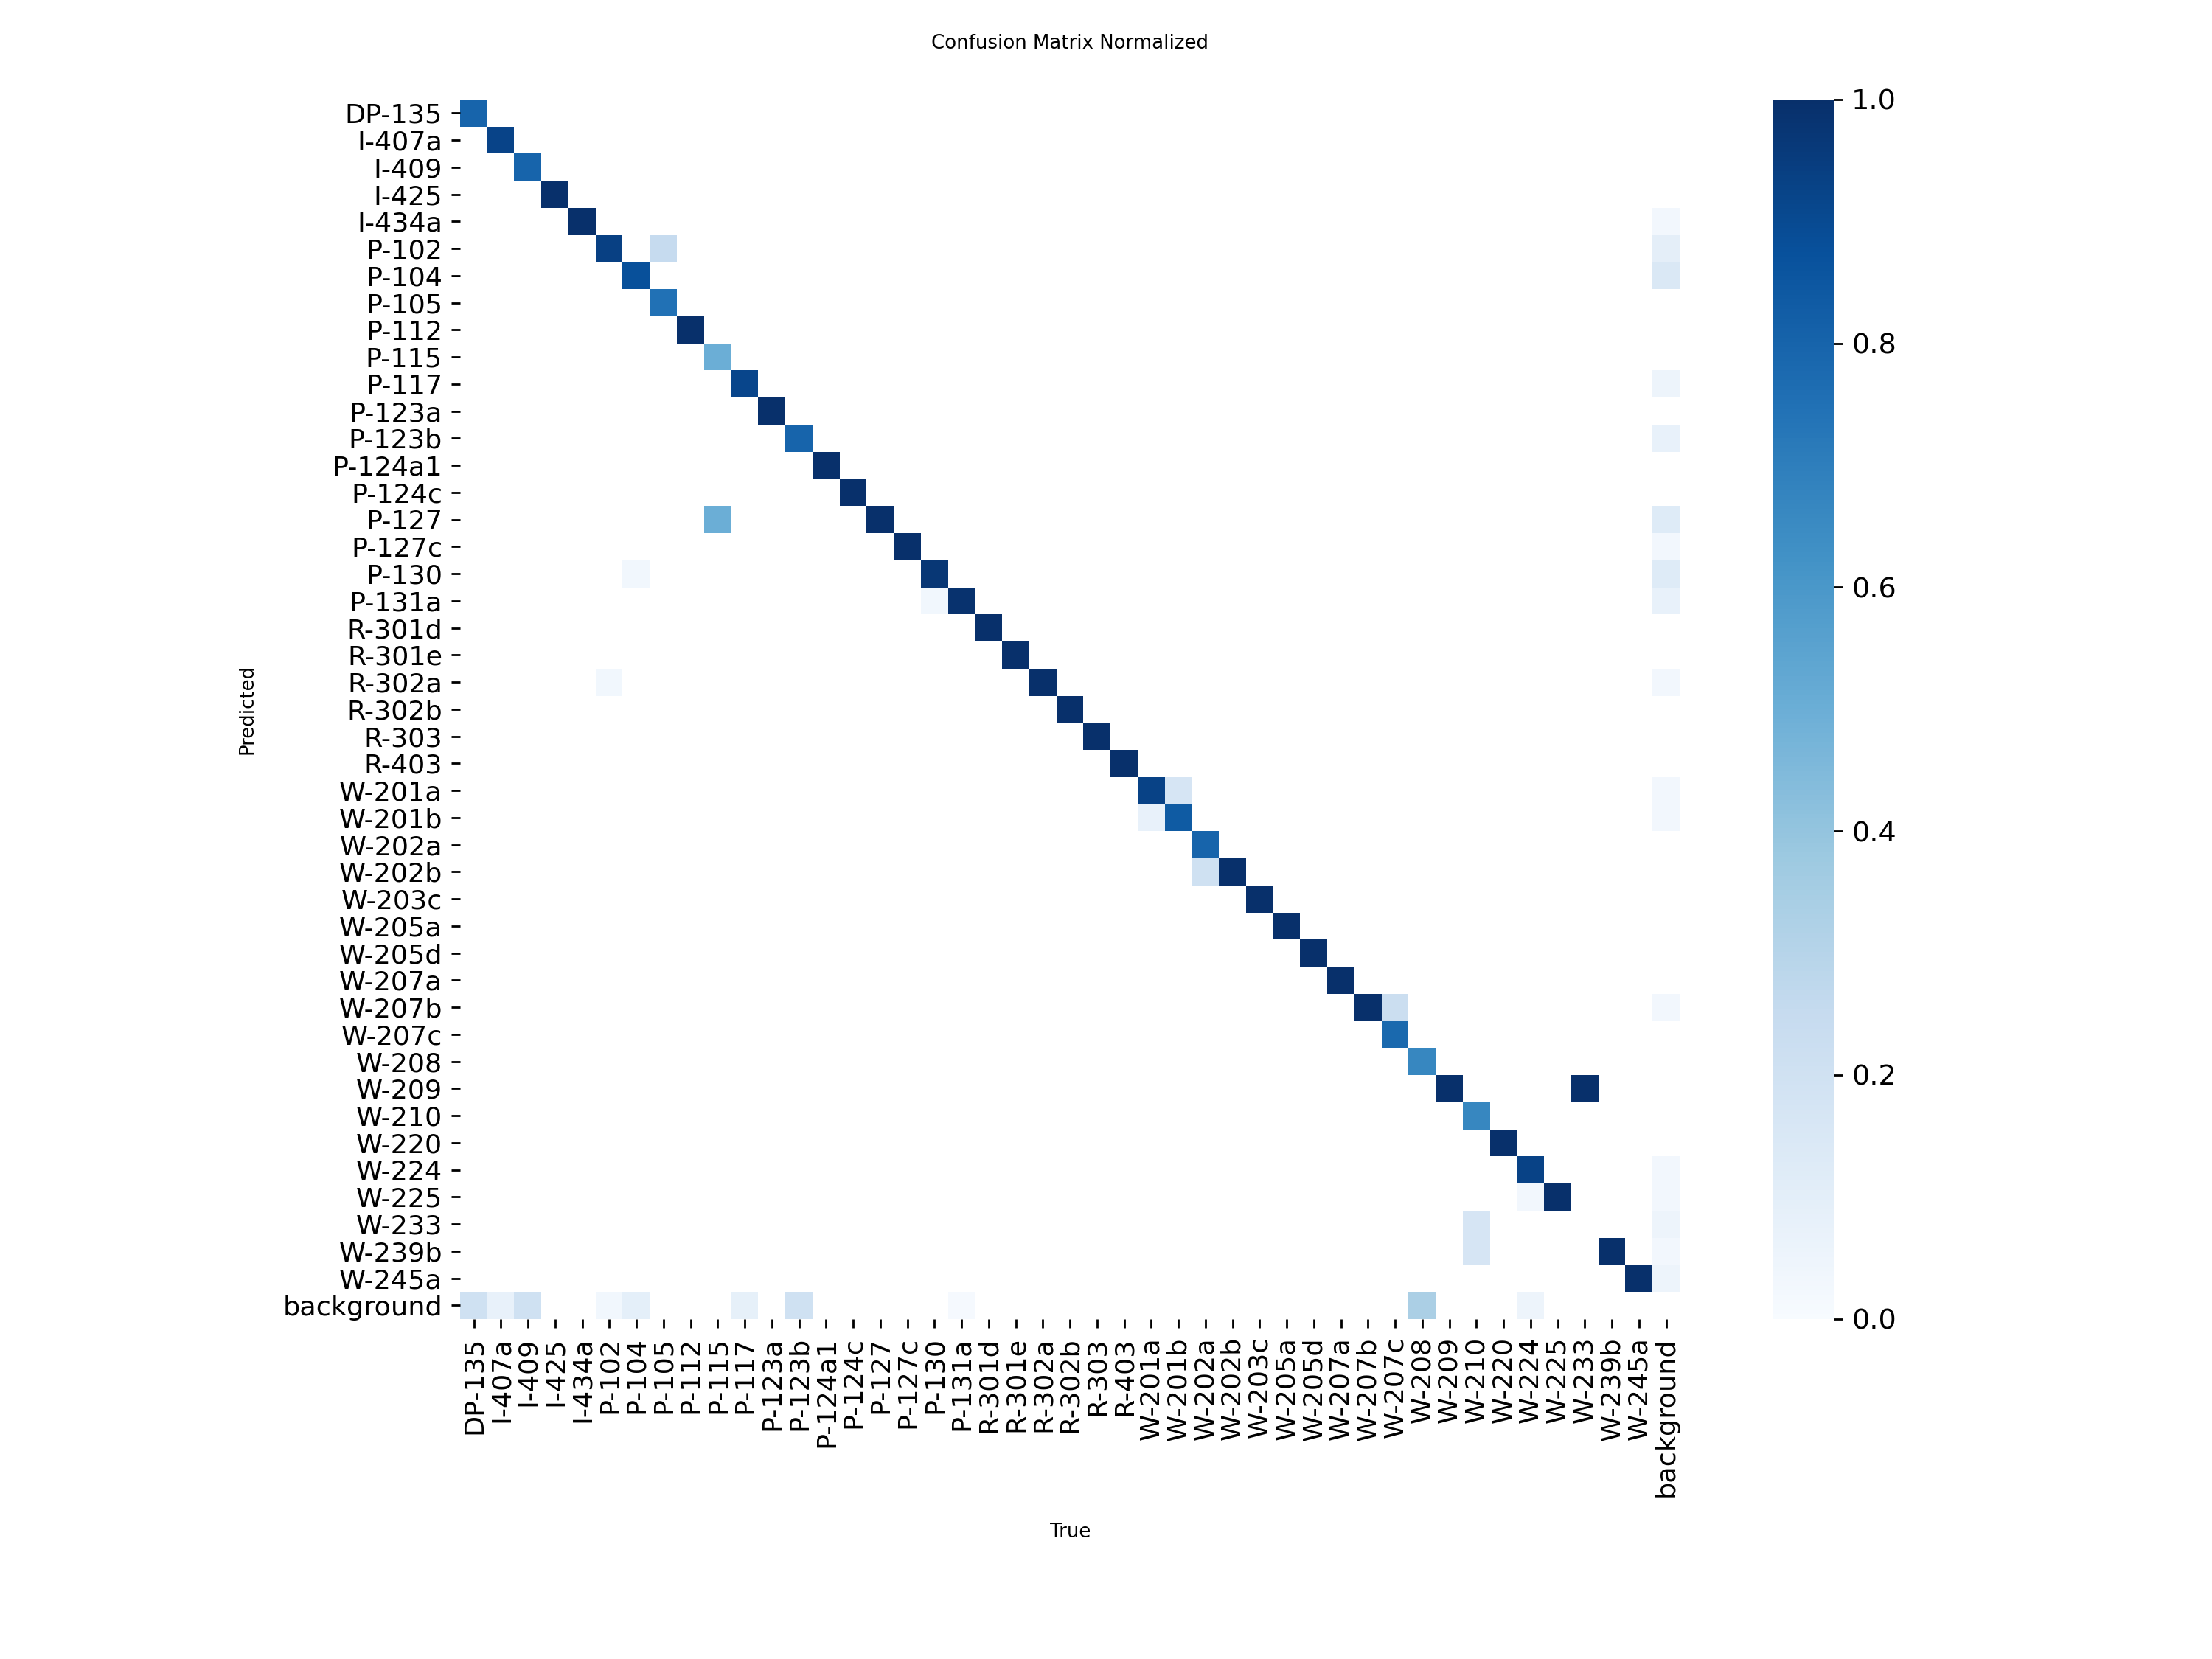 Confusion Matrix Normalized
DP-135
I-407a
I-409
I-425
I-434a
P-102
P-104
P-105
P-112
P-115
P-117
P-123a
P-123b
P-124a1
P-124c
P-127
P-127c
P-130
P-131a
R-301d
R-301e
R-302a
R-302b
R-303
R-403
W-201a
W-201b
W-202a
W-202b
W-203c
W-205a
W-205d
W-207a
W-207b
W-207c
W-208
W-209
W-210
W-220
W-224
W-225
W-233
W-239b
W-245a
background
Predicted
DP-135
I-407a
I-409
I-425
I-434a
P-102
P-104
P-105
P-112
P-115
P-117
P-123a
P-123b
P-124a1
P-124c
P-127
P-127c
P-130
P-131a
R-301d
R-301e
R-302a
R-302b
R-303
R-403
W-201a
W-201b
W-202a
W-202b
W-203c
W-205a
W-205d
W-207a
W-207b
W-207c
W-208
W-209
W-210
W-220
W-224
W-225
W-233
W-239b
W-245a
background
True
1.0
0.8
0.6
0.4
0.2
0.0